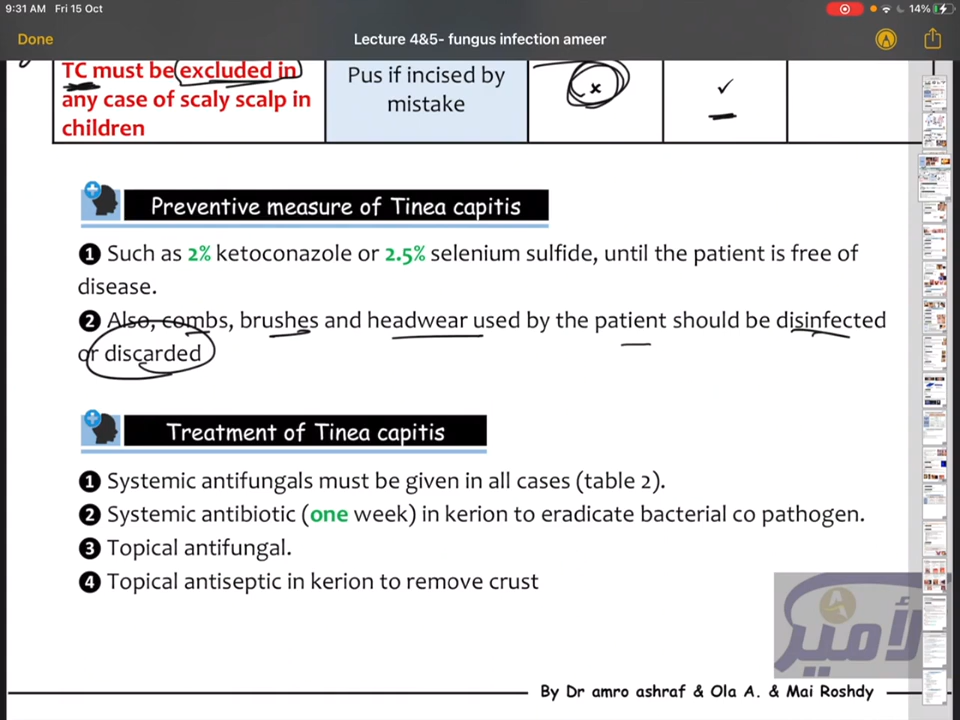 9:31 AM Fri 15 Oct
14%
Done
Lecture 4&5- fungus infection ameer
TC must be excluded in
any case of scaly scalp in
children
Pus if incised by
mistake
Preventive measure of Tinea capitis
❶ Such as 2% ketoconazole or 2.5% selenium sulfide, until the patient is free of
disease.
❷ Also, combs, brushes and headwear used by the patient should be disinfected
or discarded
Treatment of Tinea capitis
❶ Systemic antifungals must be given in all cases (table 2).
❷ Systemic antibiotic (one week) in kerion to eradicate bacterial co pathogen.
❸ Topical antifungal.
❹ Topical antiseptic in kerion to remove crust
الأمير
By Dr amro ashraf & Ola A. & Mai Roshdy